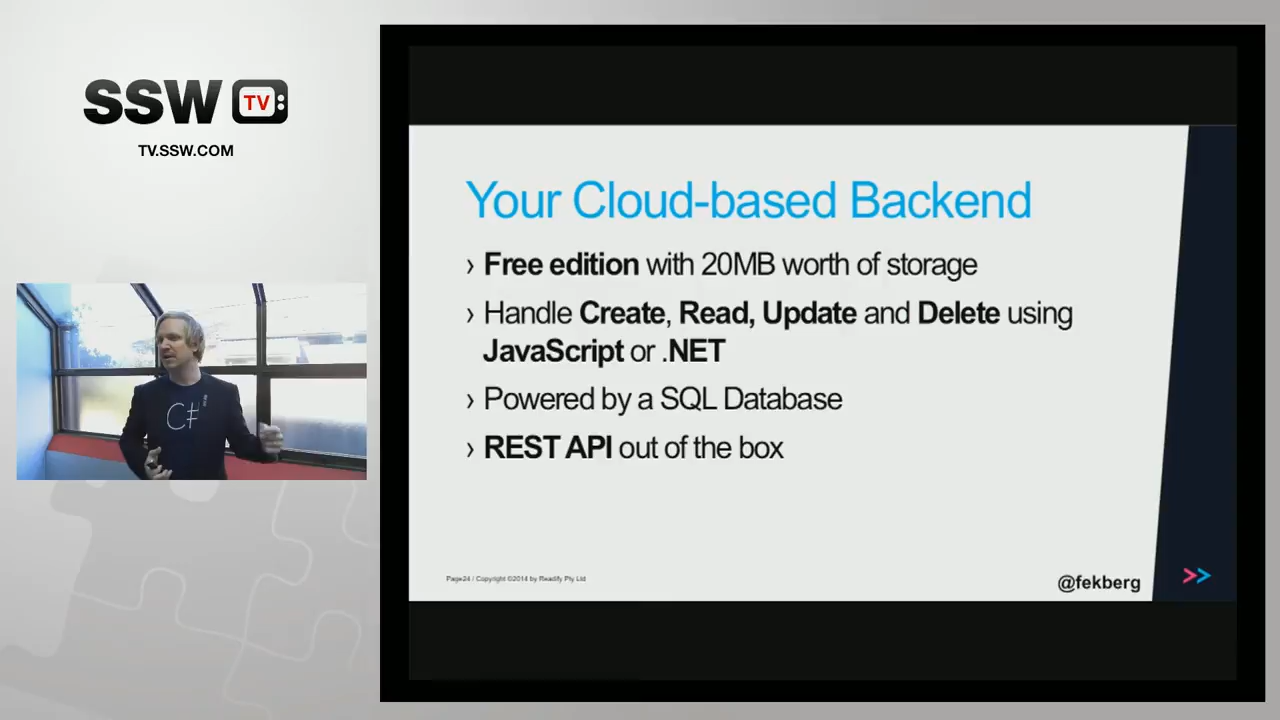 SSW TV
TV.SSW.COM
C#
Your Cloud-based Backend
› Free edition with 20MB worth of storage
› Handle Create, Read, Update and Delete using
JavaScript or .NET
› Powered by a SQL Database
› REST API out of the box
Page24 / Copyright ©2014 by Readify Pty Ltd
@fekberg